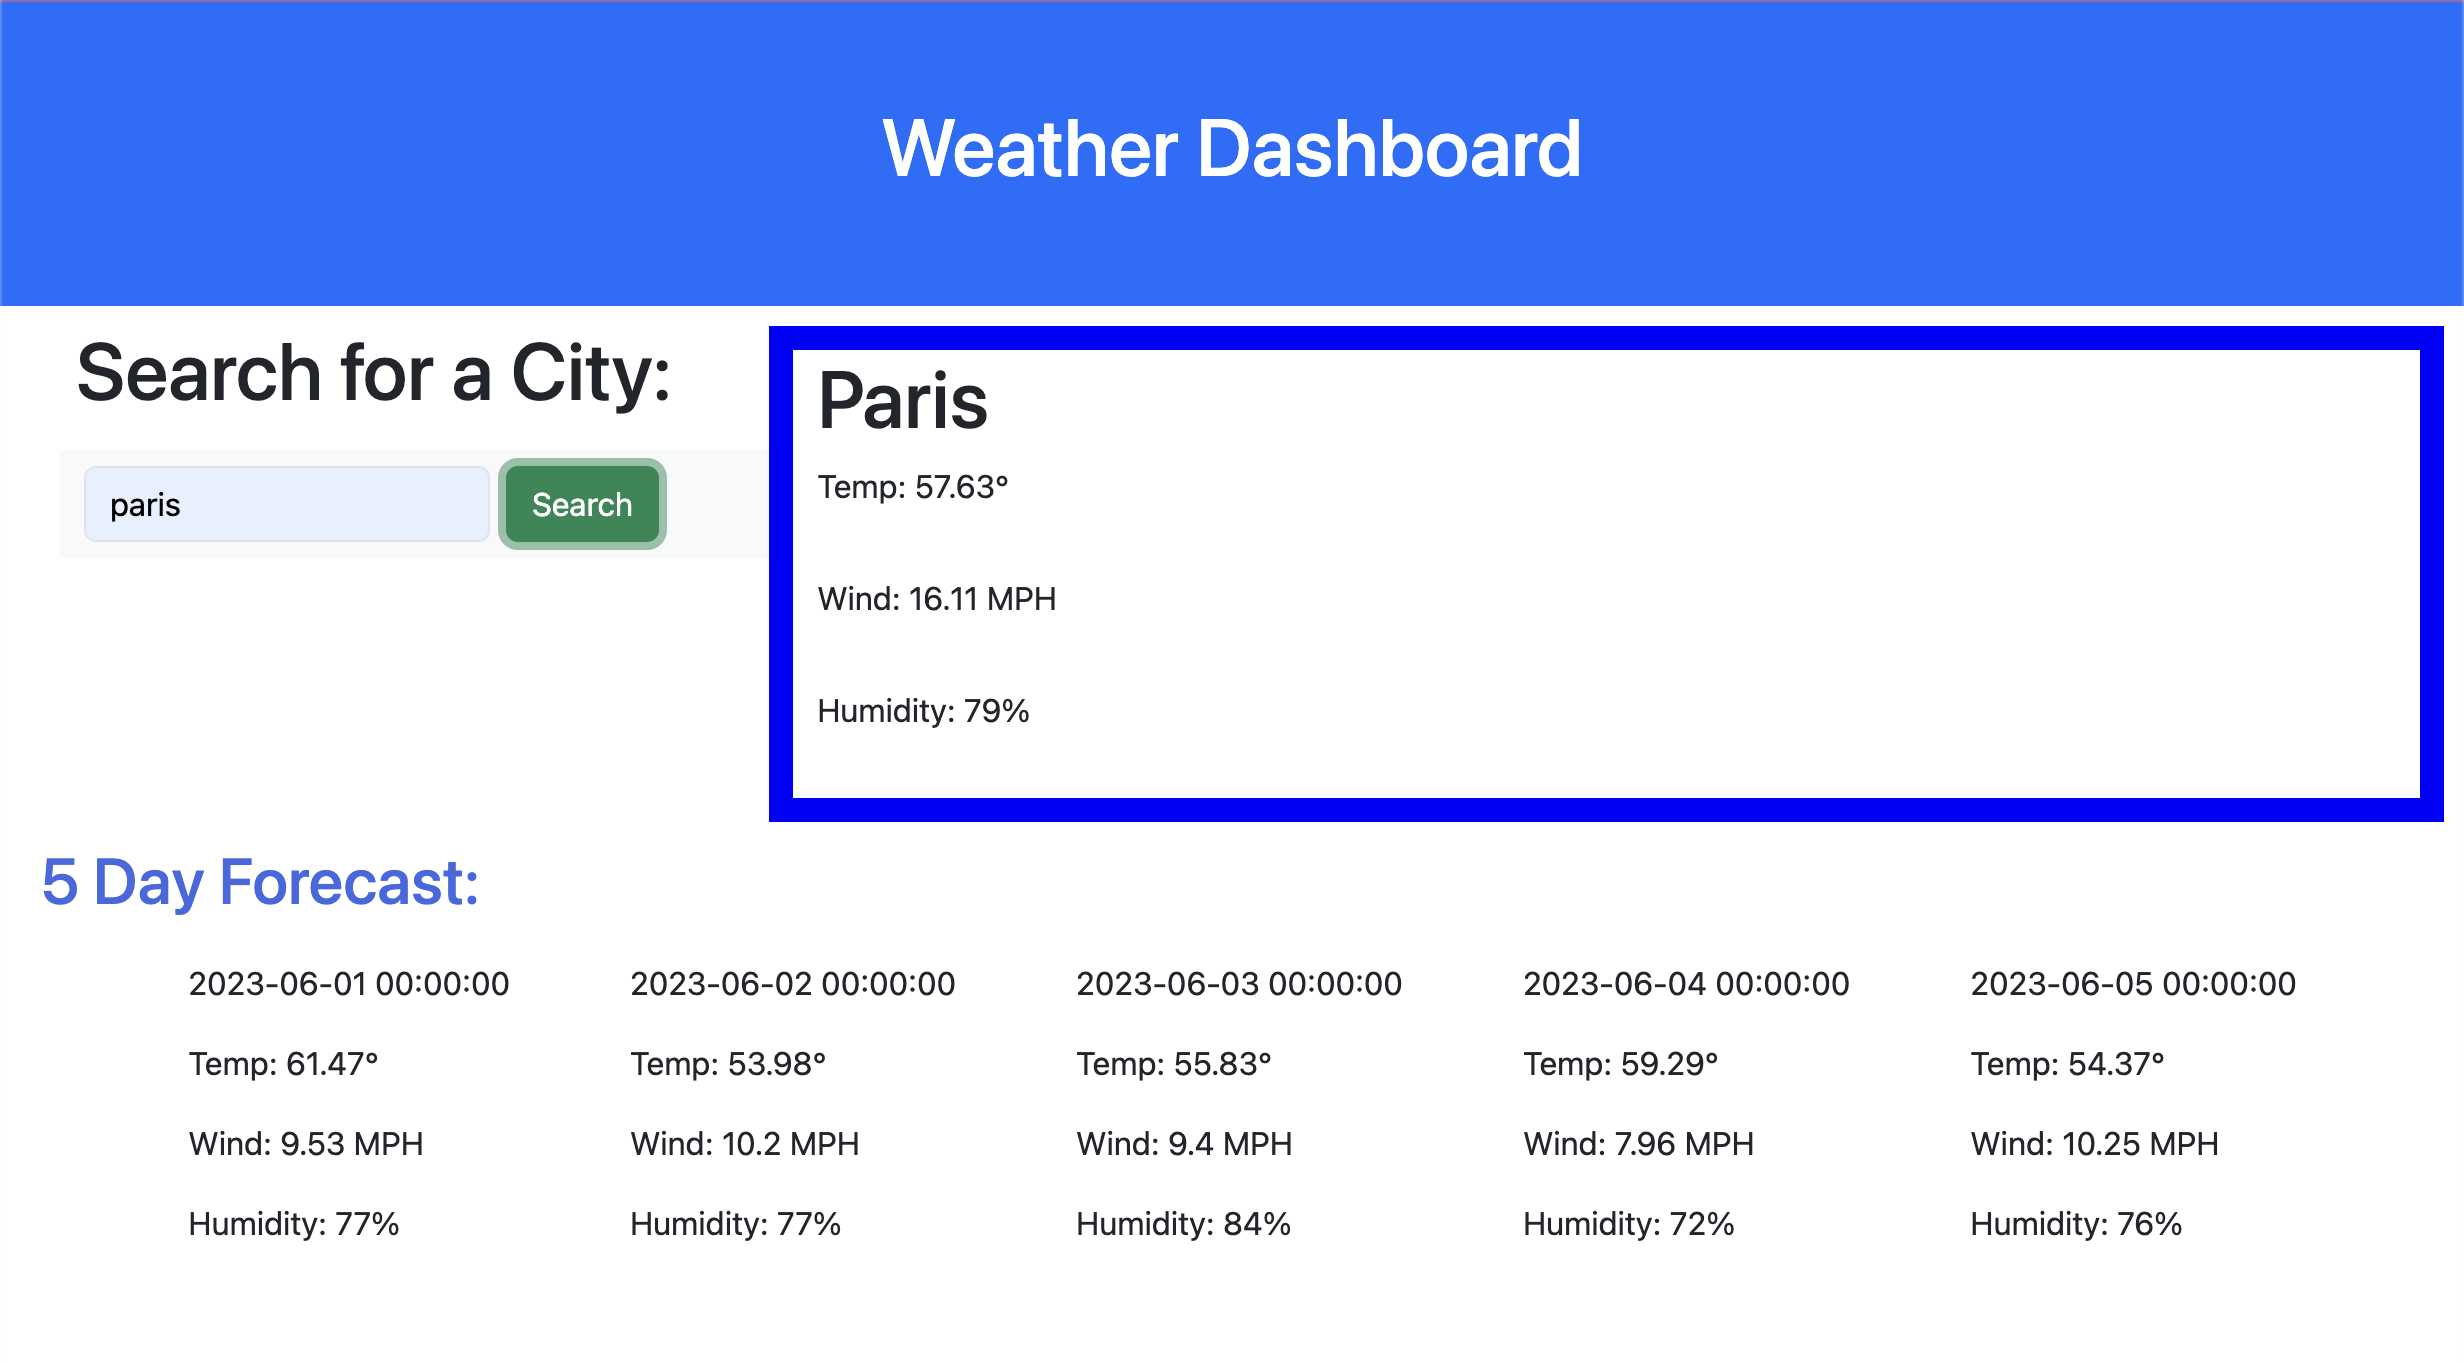 Weather Dashboard
Search for a City:
paris
Search
Paris
Temp: 57.63°
Wind: 16.11 MPH
Humidity: 79%
5 Day Forecast:
2023-06-01 00:00:00
Temp: 61.47°
Wind: 9.53 MPH
Humidity: 77%
2023-06-02 00:00:00
Temp: 53.98°
Wind: 10.2 MPH
Humidity: 77%
2023-06-03 00:00:00
Temp: 55.83°
Wind: 9.4 MPH
Humidity: 84%
2023-06-04 00:00:00
Temp: 59.29°
Wind: 7.96 MPH
Humidity: 72%
2023-06-05 00:00:00
Temp: 54.37°
Wind: 10.25 MPH
Humidity: 76%